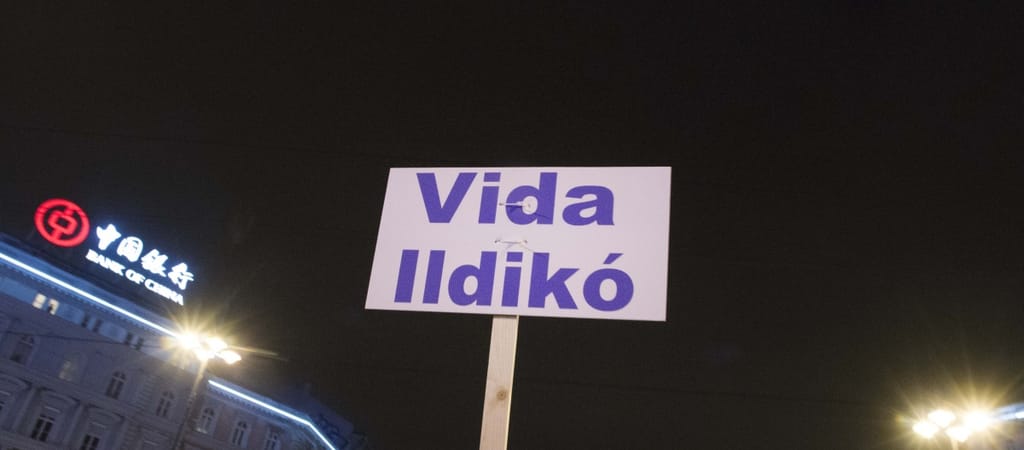 中国银行
BANK OF CHINA
Vida
Ildikó